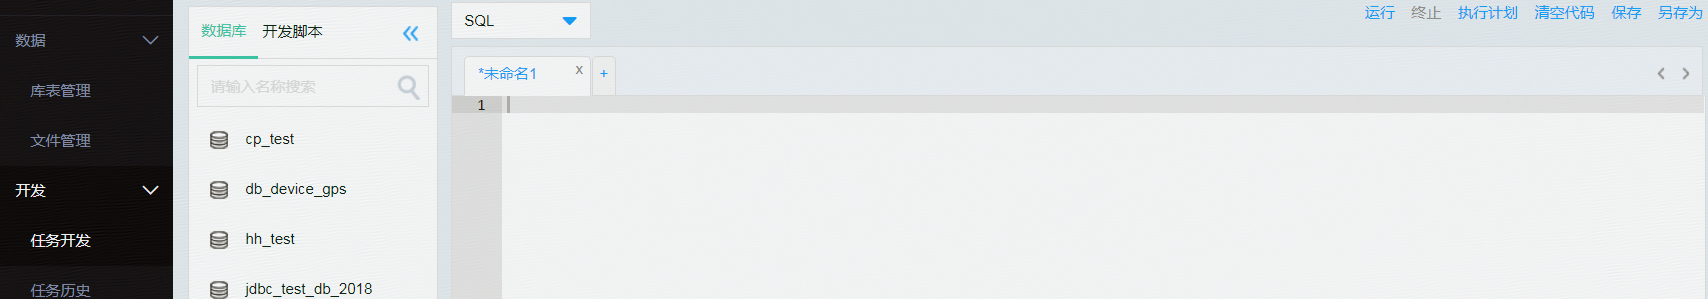 数据
库表管理
文件管理
开发
任务开发
任务历史
数据库 开发脚本
请输入名称搜索
cp_test
db_device_gps
hh_test
jdbc_test_db_2018
SQL
运行 终止 执行计划 清空代码 保存 另存为
*未命名1 x +
1